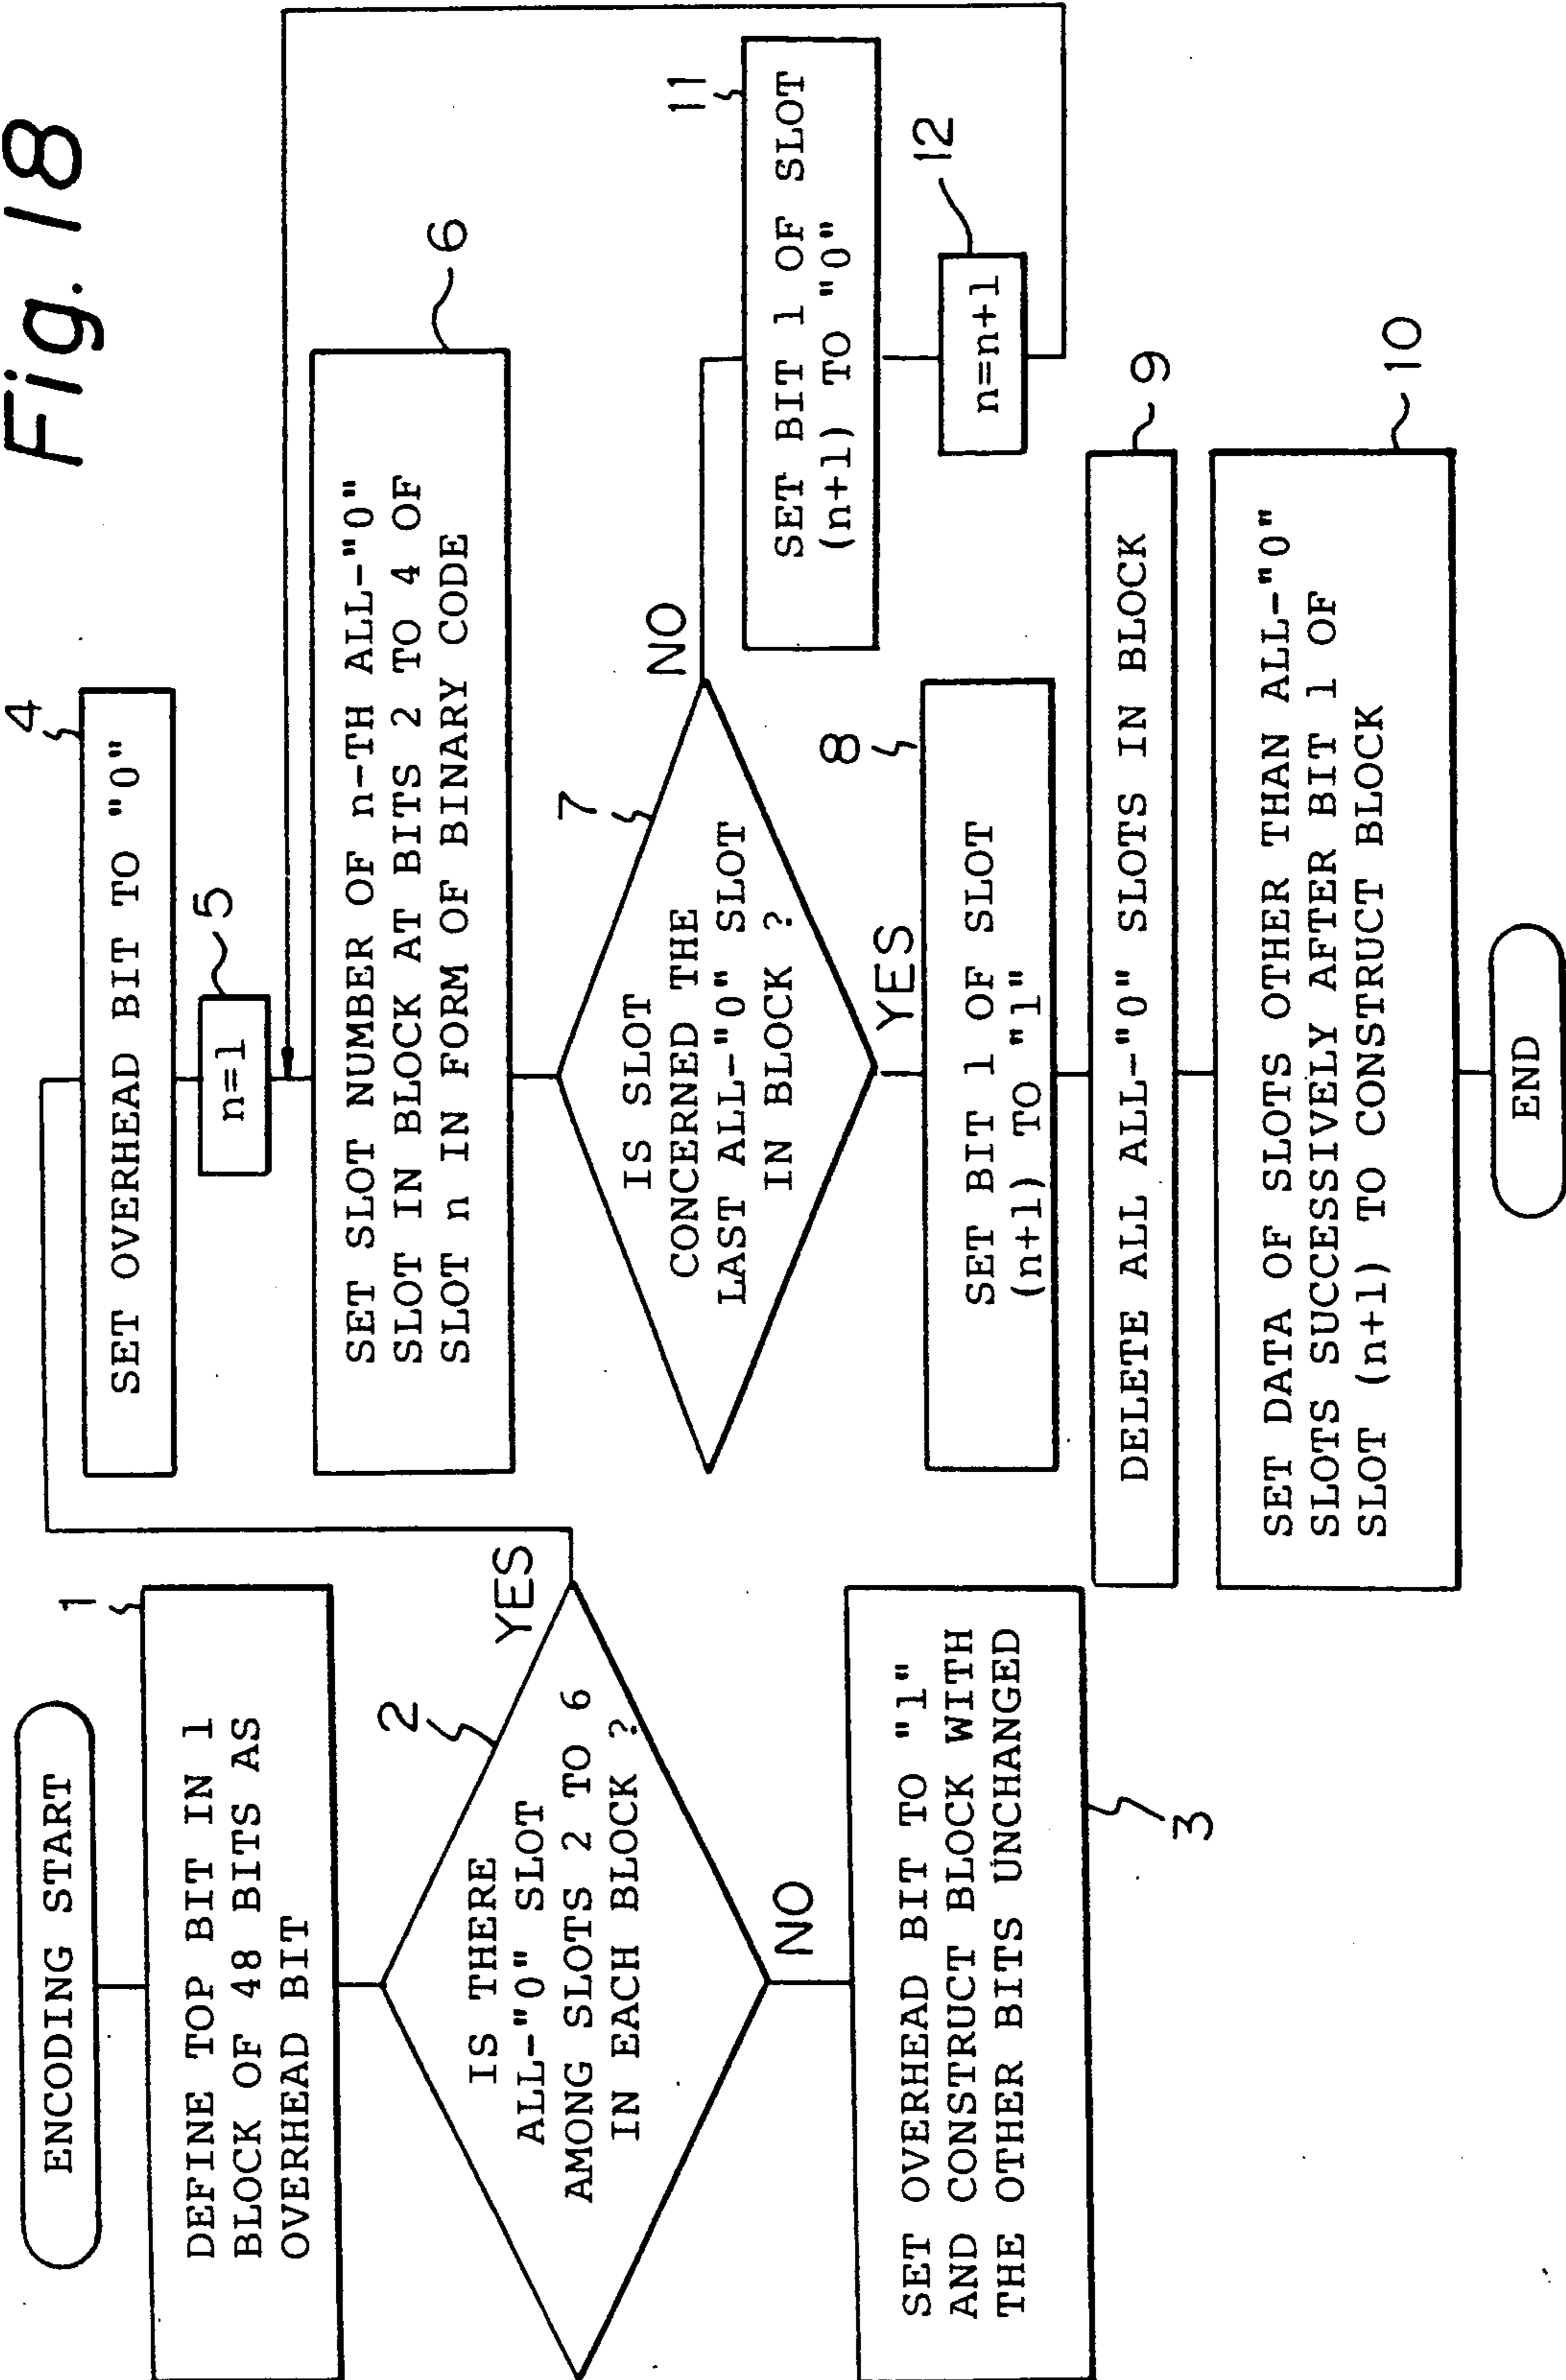 Fig. 18
ENCODING START
1
DEFINE TOP BIT IN 1
BLOCK OF 48 BITS AS
OVERHEAD BIT
2
IS THERE
ALL-"0" SLOT
AMONG SLOTS 2 TO 6
IN EACH BLOCK ?
YES
NO
SET OVERHEAD BIT TO "1"
AND CONSTRUCT BLOCK WITH
THE OTHER BITS UNCHANGED
3
4
SET OVERHEAD BIT TO "0"
n=1
5
SET SLOT NUMBER OF n-TH ALL-"0"
SLOT IN BLOCK AT BITS 2 TO 4 OF
SLOT n IN FORM OF BINARY CODE
6
7
IS SLOT
CONCERNED THE
LAST ALL-"0" SLOT
IN BLOCK ?
NO
YES
8
SET BIT 1 OF SLOT
(n+1) TO "1"
DELETE ALL ALL-"0" SLOTS IN BLOCK
9
SET DATA OF SLOTS OTHER THAN ALL-"0"
SLOTS SUCCESSIVELY AFTER BIT 1 OF
SLOT (n+1) TO CONSTRUCT BLOCK
10
END
11
SET BIT 1 OF SLOT
(n+1) TO "0"
12
n=n+1